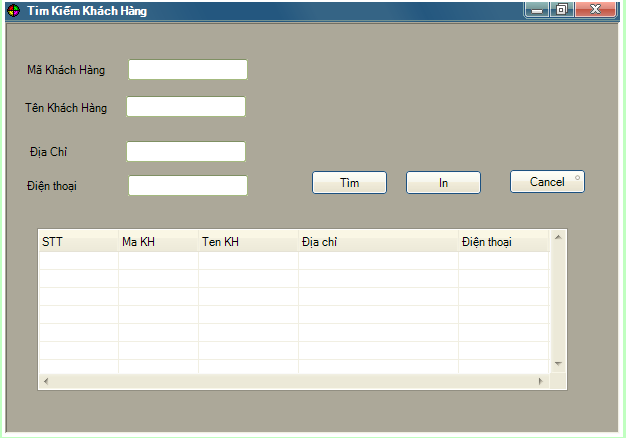 Tìm Kiếm Khách Hàng
Mã Khách Hàng
Tên Khách Hàng
Địa Chỉ
Điện thoại
Tìm In Cancel
STT Ma KH Ten KH Địa chỉ Điện thoại